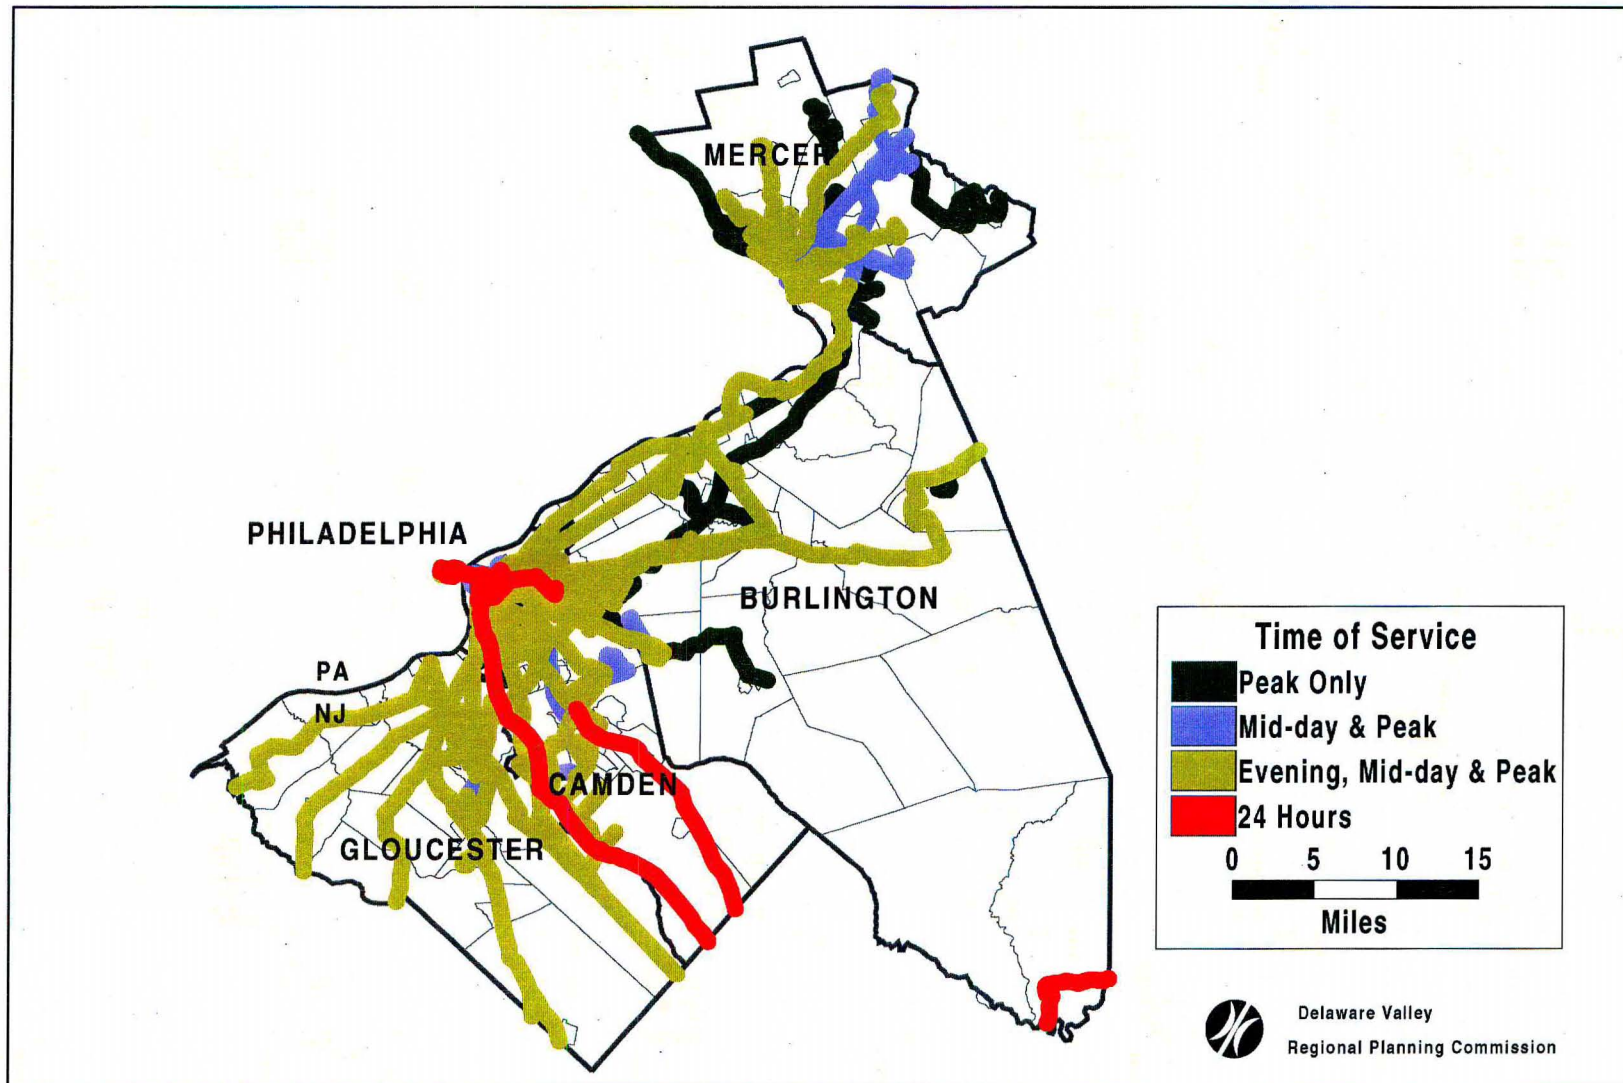 MERCER
PHILADELPHIA
BURLINGTON
PA
NJ
CAMDEN
GLOUCESTER
Time of Service
Peak Only
Mid-day & Peak
Evening, Mid-day & Peak
24 Hours
0 5 10 15
Miles
Delaware Valley
Regional Planning Commission